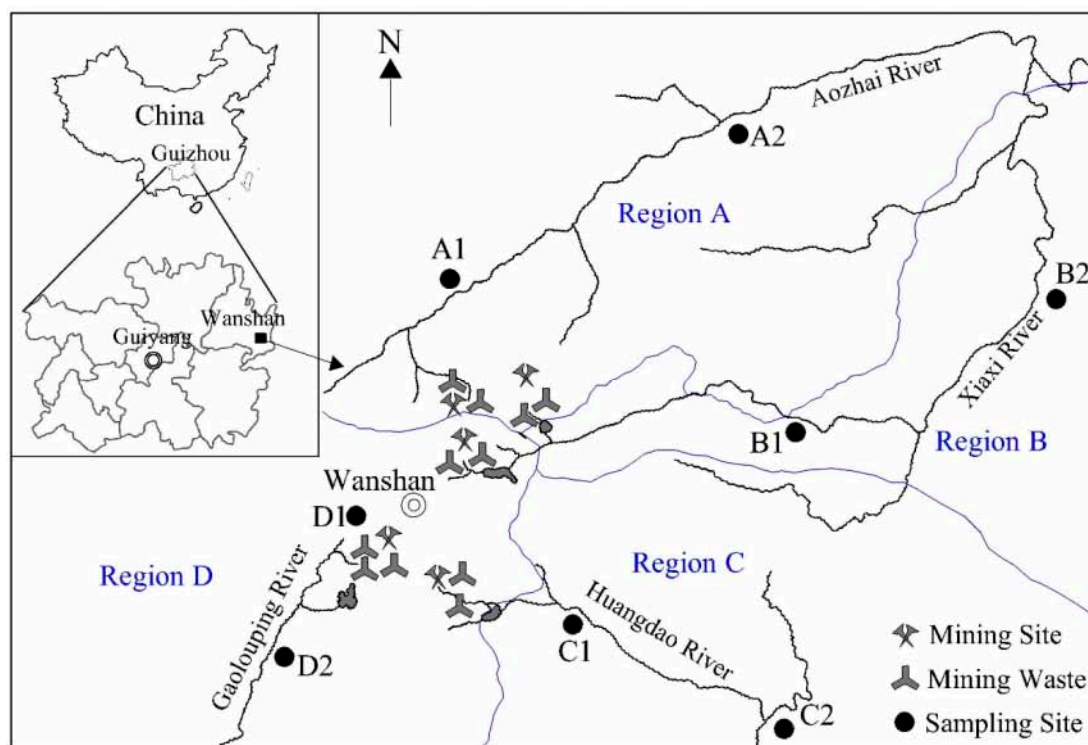 China
Guizhou
Guiyang
Wanshan
N
Aozhai River
A2
Region A
A1
B2
Xiaxi River
B1
Region B
Wanshan
D1
Region D
Gaolouping River
D2
Region C
Huangdao River
C1
C2
Mining Site
Mining Waste
Sampling Site